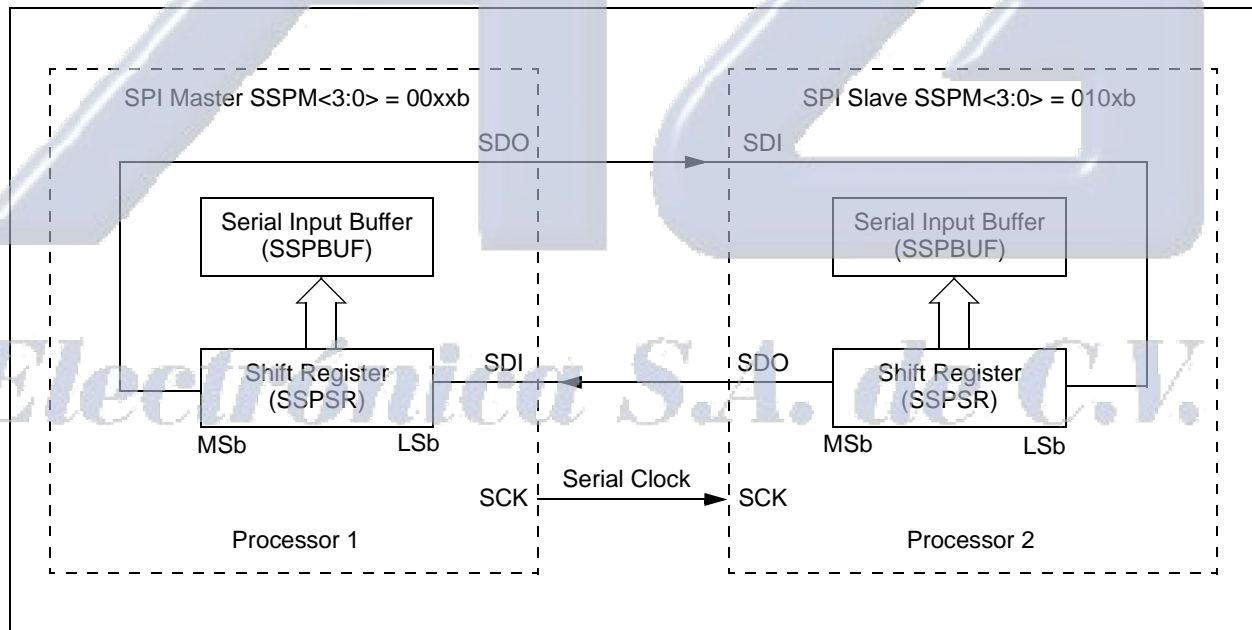 SPI Master SSPM<3:0> = 00xxb
SPI Slave SSPM<3:0> = 010xb
SDO
SDI
Serial Input Buffer
(SSPBUF)
Serial Input Buffer
(SSPBUF)
SDI
SDO
Shift Register
(SSPSR)
Shift Register
(SSPSR)
MSb
LSb
MSb
LSb
Serial Clock
SCK
SCK
Processor 1
Processor 2
Electrónica S.A. de C.V.